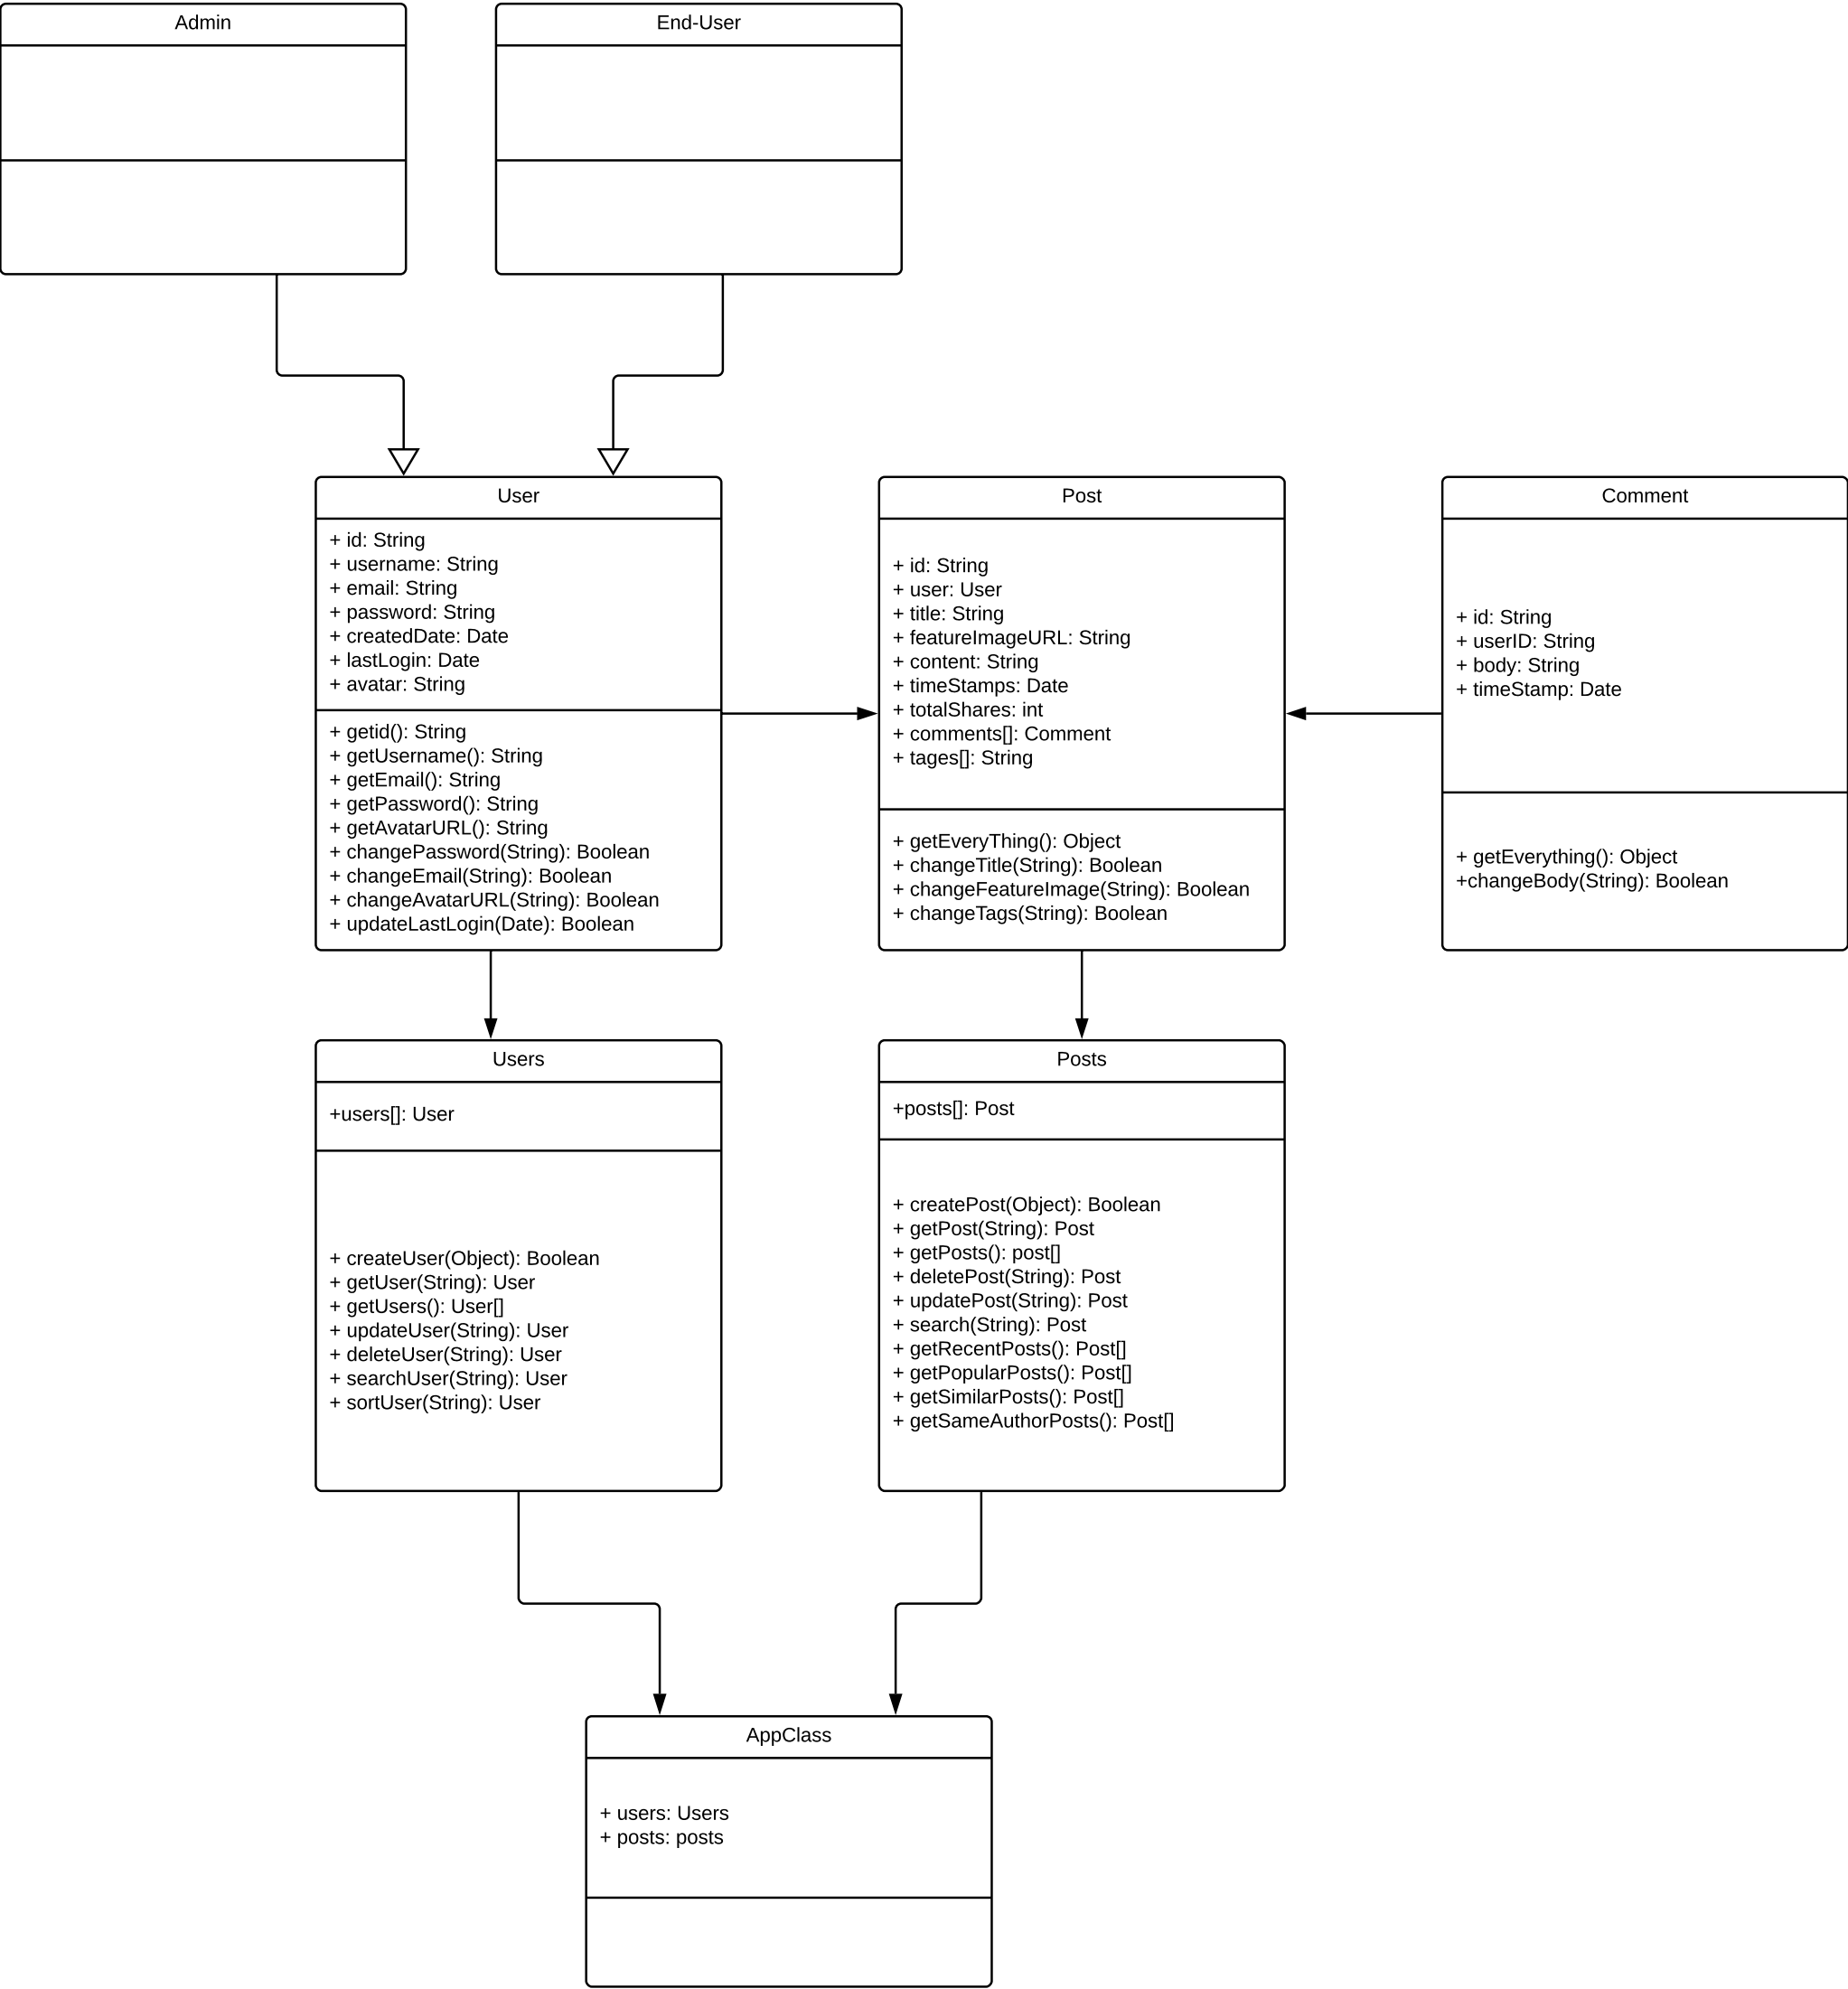 Admin
End-User
User
+ id: String
+ username: String
+ email: String
+ password: String
+ createdDate: Date
+ lastLogin: Date
+ avatar: String
+ getid(): String
+ getUsername(): String
+ getEmail(): String
+ getPassword(): String
+ getAvatarURL(): String
+ changePassword(String): Boolean
+ changeEmail(String): Boolean
+ changeAvatarURL(String): Boolean
+ updateLastLogin(Date): Boolean
Post
+ id: String
+ user: User
+ title: String
+ featureImageURL: String
+ content: String
+ timeStamps: Date
+ totalShares: int
+ comments[]: Comment
+ tages[]: String
+ getEveryThing(): Object
+ changeTitle(String): Boolean
+ changeFeatureImage(String): Boolean
+ changeTags(String): Boolean
Comment
+ id: String
+ userID: String
+ body: String
+ timeStamp: Date
+ getEverything(): Object
+changeBody(String): Boolean
Users
+users[]: User
+ createUser(Object): Boolean
+ getUser(String): User
+ getUsers(): User[]
+ updateUser(String): User
+ deleteUser(String): User
+ searchUser(String): User
+ sortUser(String): User
Posts
+posts[]: Post
+ createPost(Object): Boolean
+ getPost(String): Post
+ getPosts(): post[]
+ deletePost(String): Post
+ updatePost(String): Post
+ search(String): Post
+ getRecentPosts(): Post[]
+ getPopularPosts(): Post[]
+ getSimilarPosts(): Post[]
+ getSameAuthorPosts(): Post[]
AppClass
+ users: Users
+ posts: posts